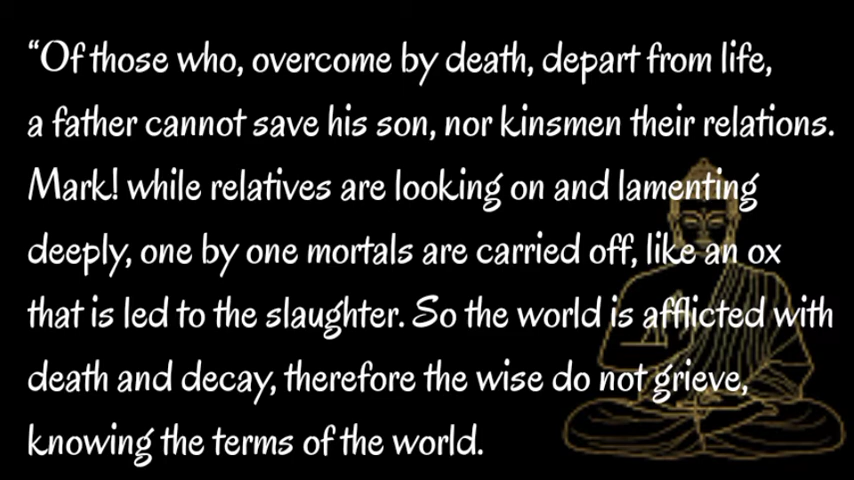 “Of those who, overcome by death, depart from life,
a father cannot save his son, nor kinsmen their relations.
Mark! while relatives are looking on and lamenting
deeply, one by one mortals are carried off, like an ox
that is led to the slaughter. So the world is afflicted with
death and decay, therefore the wise do not grieve,
knowing the terms of the world.